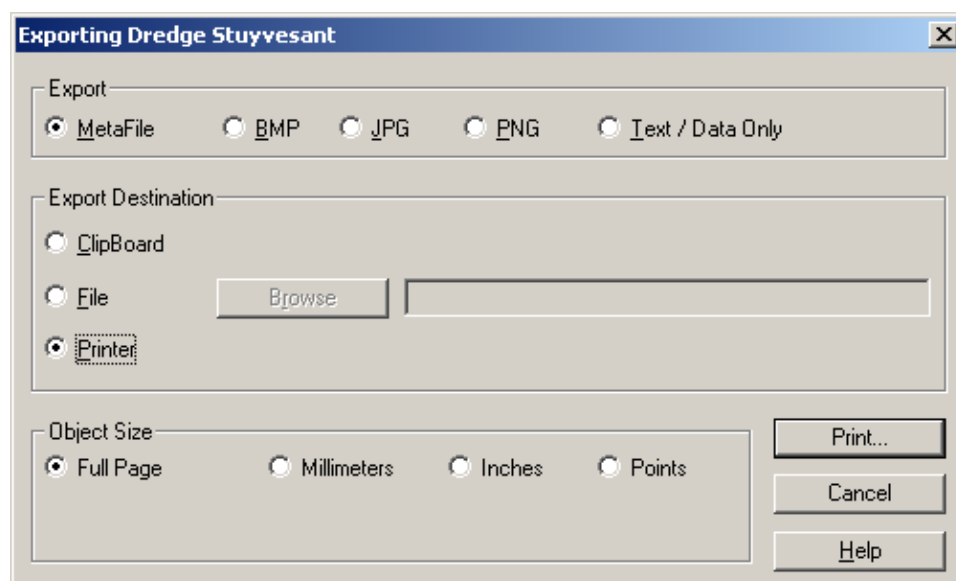 Exporting Dredge Stuyvesant
Export
MetaFile BMP JPG PNG Text / Data Only
Export Destination
ClipBoard
File Browse
Printer
Object Size
Full Page Millimeters Inches Points
Print...
Cancel
Help